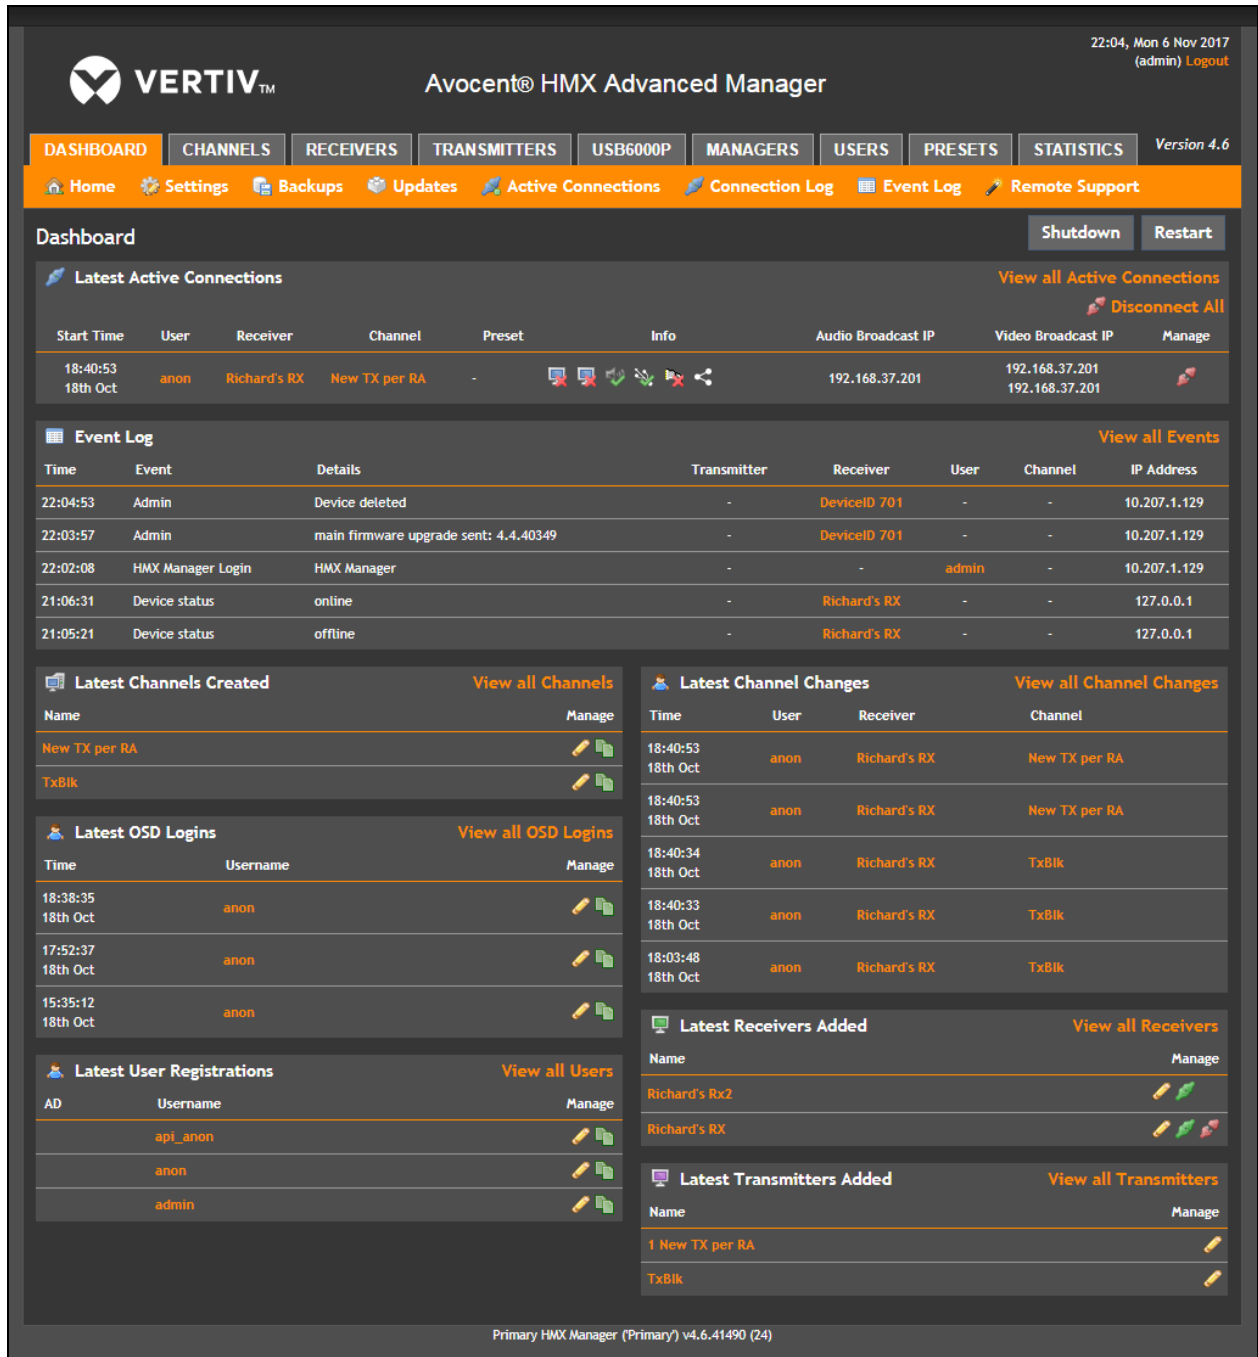 22:04, Mon 6 Nov 2017
(admin) Logout
VERTIV™
Avocent® HMX Advanced Manager
DASHBOARD CHANNELS RECEIVERS TRANSMITTERS USB6000P MANAGERS USERS PRESETS STATISTICS Version 4.6
Home Settings Backups Updates Active Connections Connection Log Event Log Remote Support
Dashboard Shutdown Restart
Latest Active Connections View all Active Connections
Disconnect All
Start Time User Receiver Channel Preset Info Audio Broadcast IP Video Broadcast IP Manage
18:40:53 192.168.37.201
anon Richard's RX New TX per RA - 192.168.37.201
18th Oct 192.168.37.201
Event Log View all Events
Time Event Details Transmitter Receiver User Channel IP Address
22:04:53 Admin Device deleted - DeviceID 701 - - 10.207.1.129
22:03:57 Admin main firmware upgrade sent: 4.4.40349 - DeviceID 701 - - 10.207.1.129
22:02:08 HMX Manager Login HMX Manager - - admin - 10.207.1.129
21:06:31 Device status online - Richard's RX - - 127.0.0.1
21:05:21 Device status offline - Richard's RX - - 127.0.0.1
Latest Channels Created View all Channels
Name Manage
New TX per RA
TxBlk
Latest OSD Logins View all OSD Logins
Time Username Manage
18:38:35
18th Oct anon
17:52:37
18th Oct anon
15:35:12
18th Oct anon
Latest User Registrations View all Users
AD Username Manage
api_anon
anon
admin
Latest Channel Changes View all Channel Changes
Time User Receiver Channel
18:40:53
18th Oct anon Richard's RX New TX per RA
18:40:53
18th Oct anon Richard's RX New TX per RA
18:40:34
18th Oct anon Richard's RX TxBlk
18:40:33
18th Oct anon Richard's RX TxBlk
18:03:48
18th Oct anon Richard's RX TxBlk
Latest Receivers Added View all Receivers
Name Manage
Richard's Rx2
Richard's RX
Latest Transmitters Added View all Transmitters
Name Manage
1 New TX per RA
TxBlk
Primary HMX Manager ('Primary') v4.6.41490 (24)